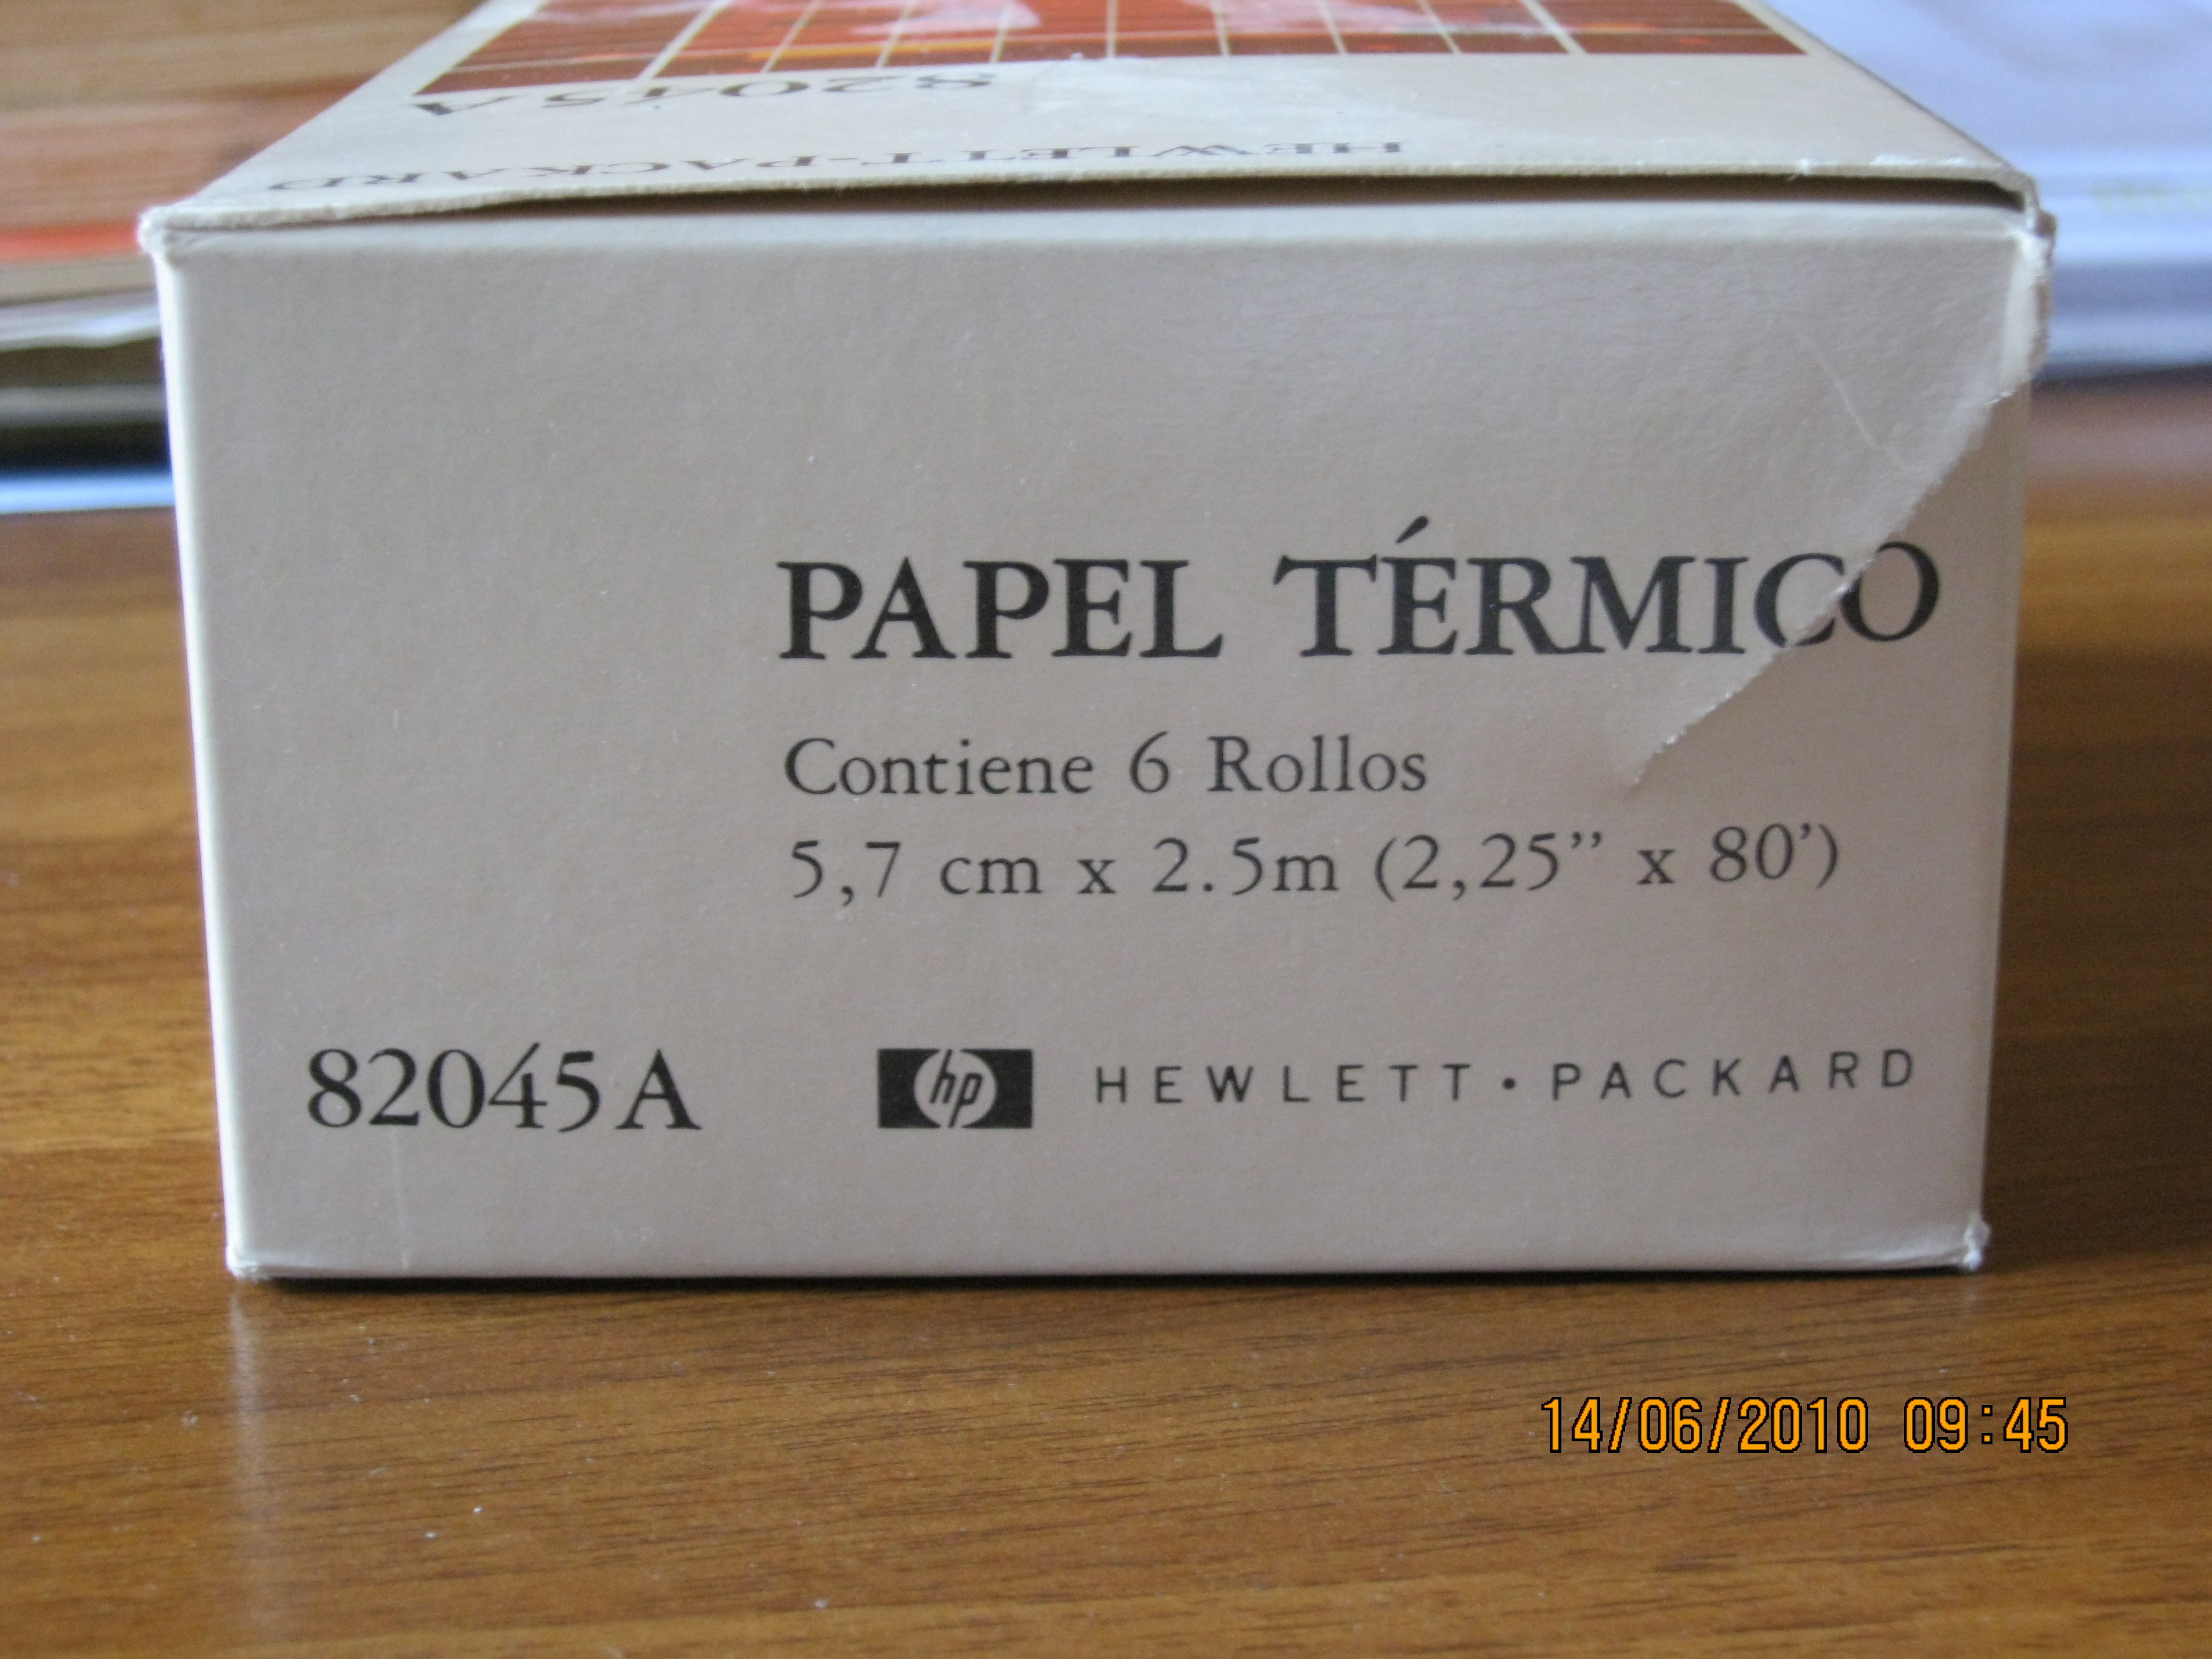 82045A
HEWLETT-PACKARD
PAPEL TÉRMICO
Contiene 6 Rollos
5,7 cm x 2.5m (2,25” x 80’)
82045A hp HEWLETT•PACKARD
14/06/2010 09:45